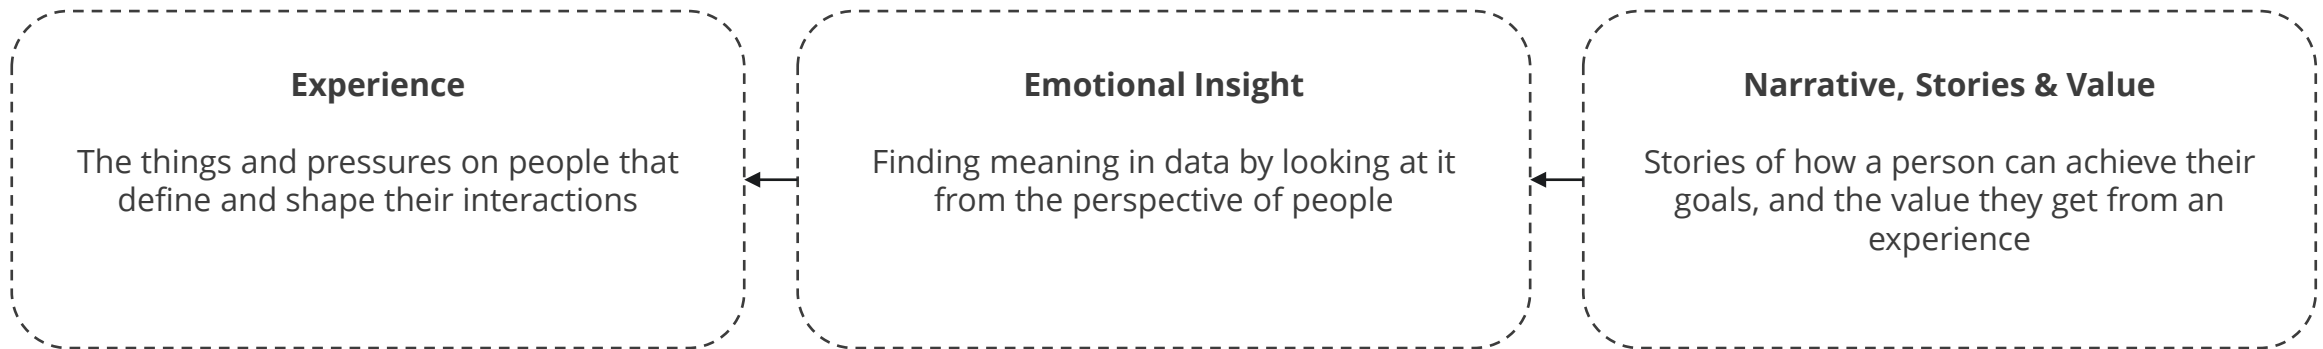 Experience
The things and pressures on people that
define and shape their interactions
Emotional Insight
Finding meaning in data by looking at it
from the perspective of people
Narrative, Stories & Value
Stories of how a person can achieve their
goals, and the value they get from an
experience